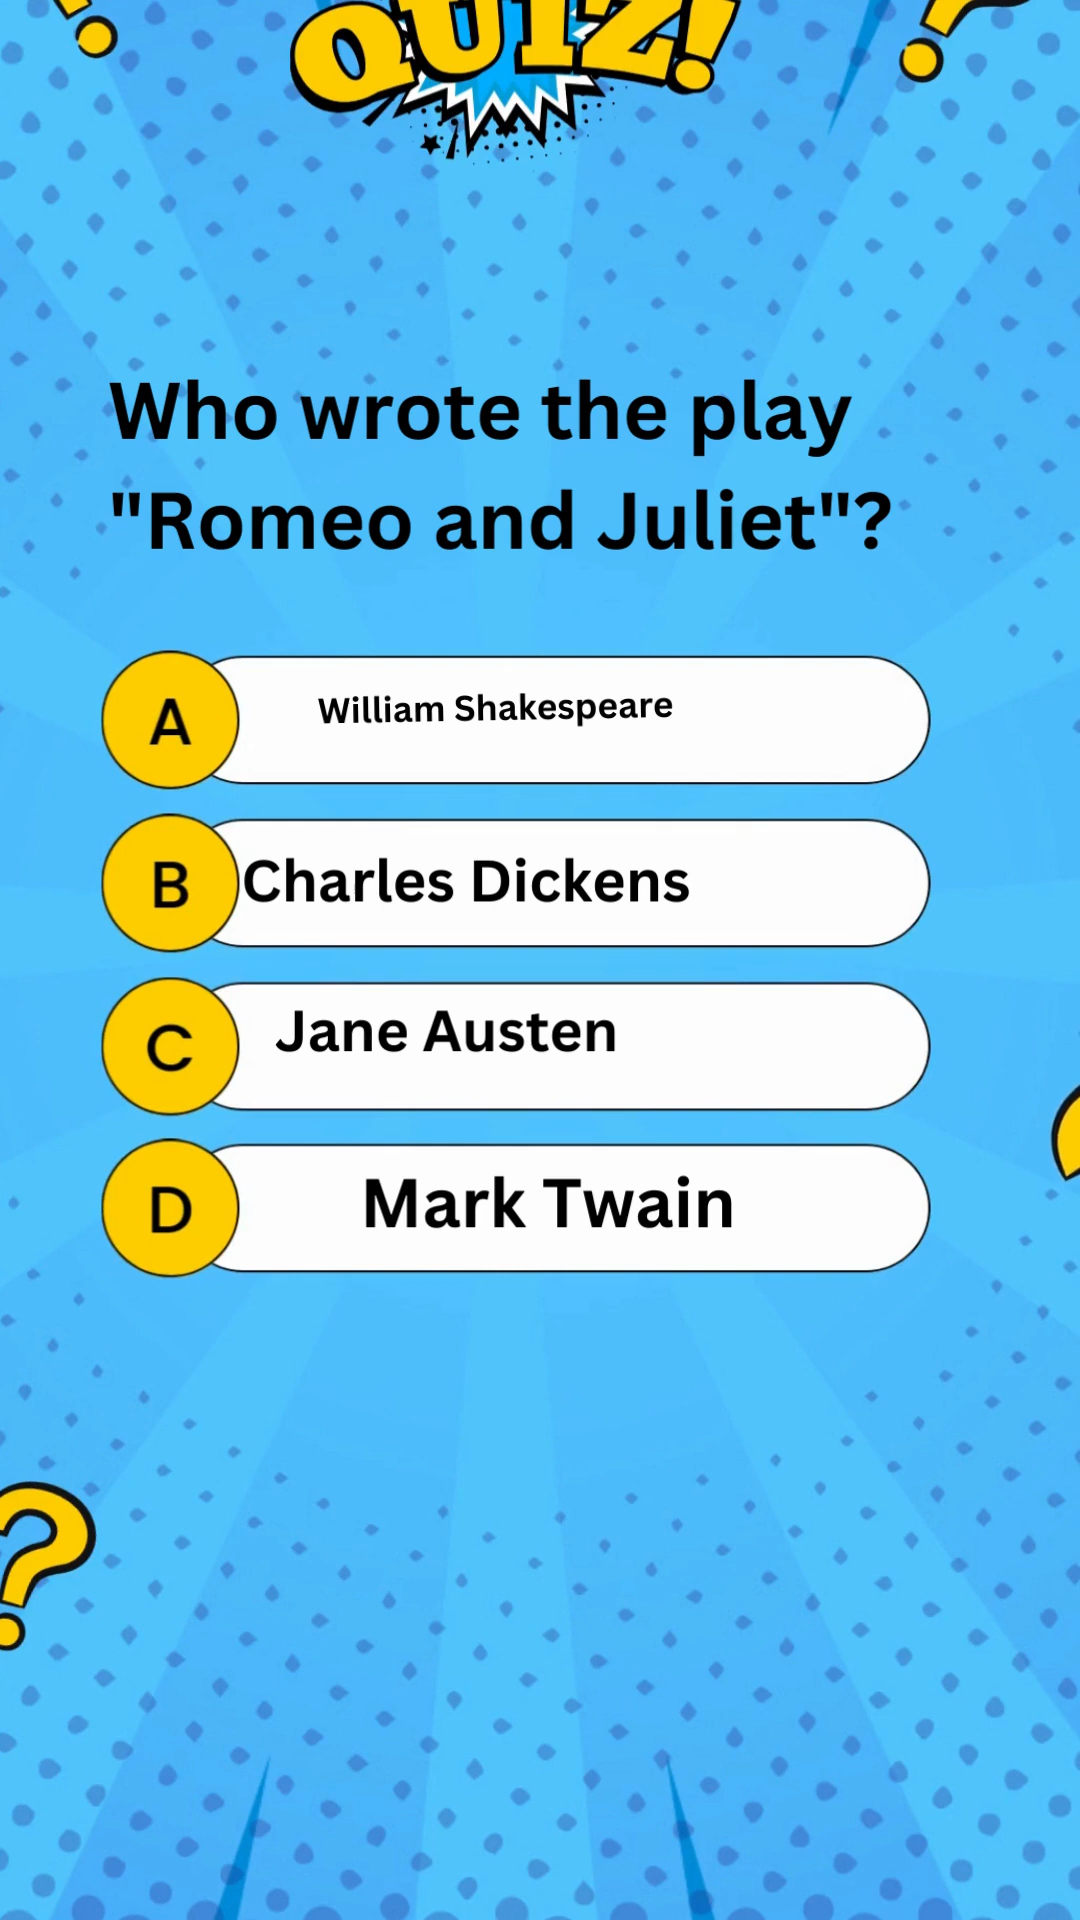 QUIZ!
Who wrote the play
"Romeo and Juliet"?
A William Shakespeare
B Charles Dickens
C Jane Austen
D Mark Twain